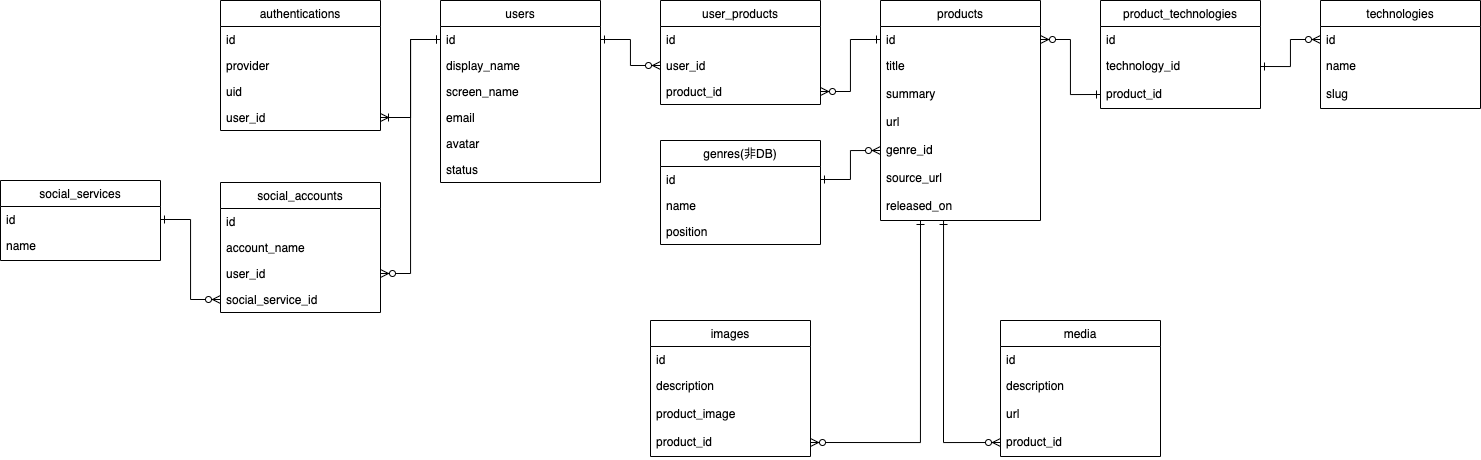 authentications
id
provider
uid
user_id
users
id
display_name
screen_name
email
avatar
status
user_products
id
user_id
product_id
products
id
title
summary
url
genre_id
source_url
released_on
product_technologies
id
technology_id
product_id
technologies
id
name
slug
genres(非DB)
id
name
position
social_services
id
name
social_accounts
id
account_name
user_id
social_service_id
images
id
description
product_image
product_id
media
id
description
url
product_id